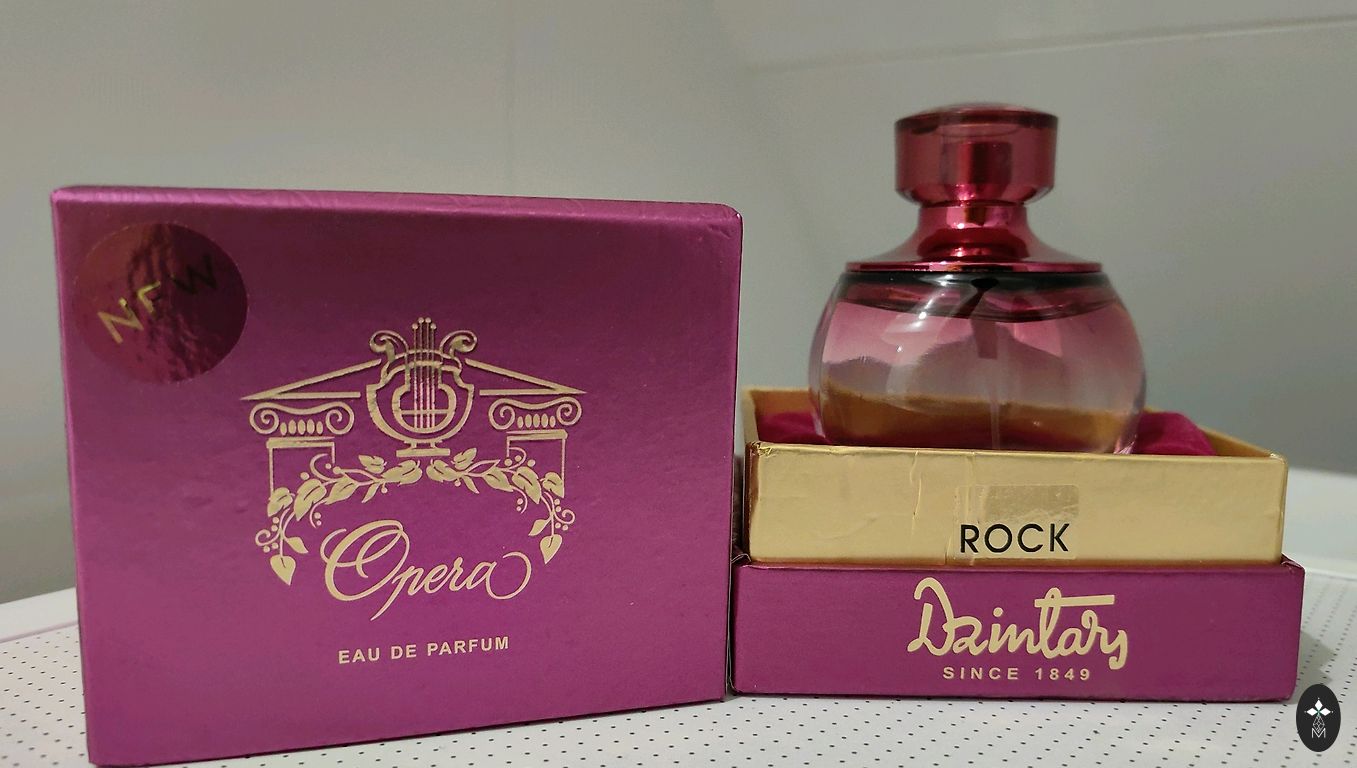 NEW
Opera
EAU DE PARFUM
ROCK
Dzintars
SINCE 1849
M